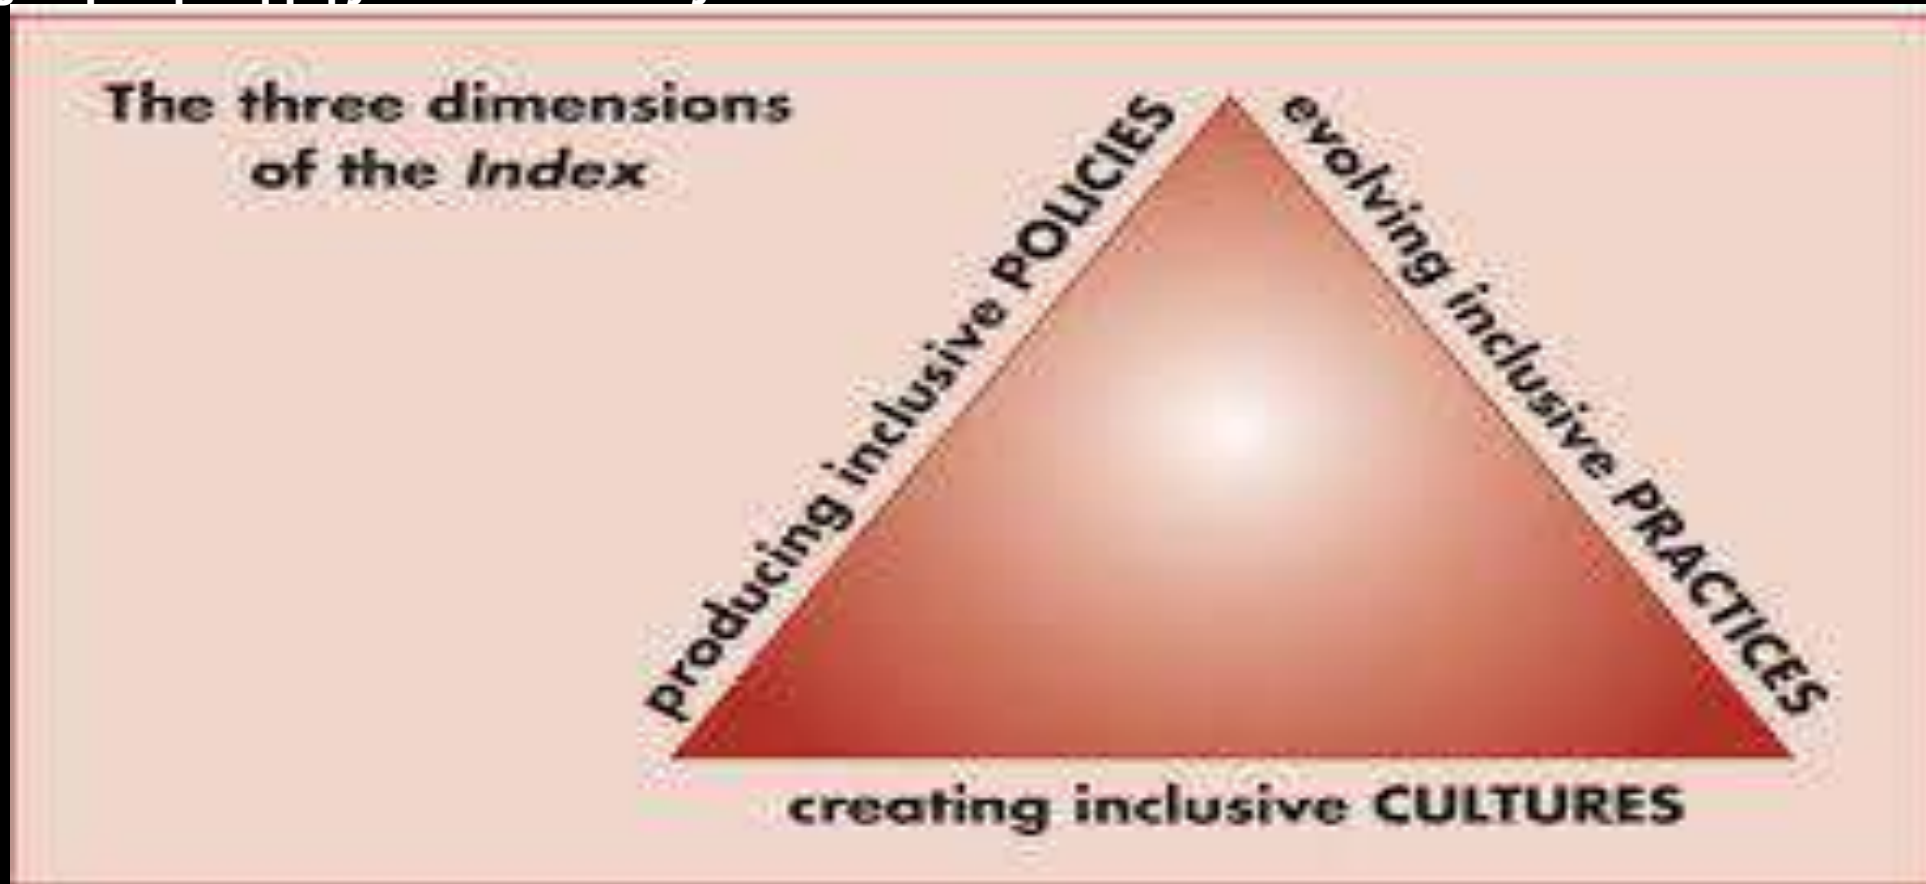 The three dimensions
of the Index
producing inclusive POLICIES
evolving inclusive PRACTICES
creating inclusive CULTURES